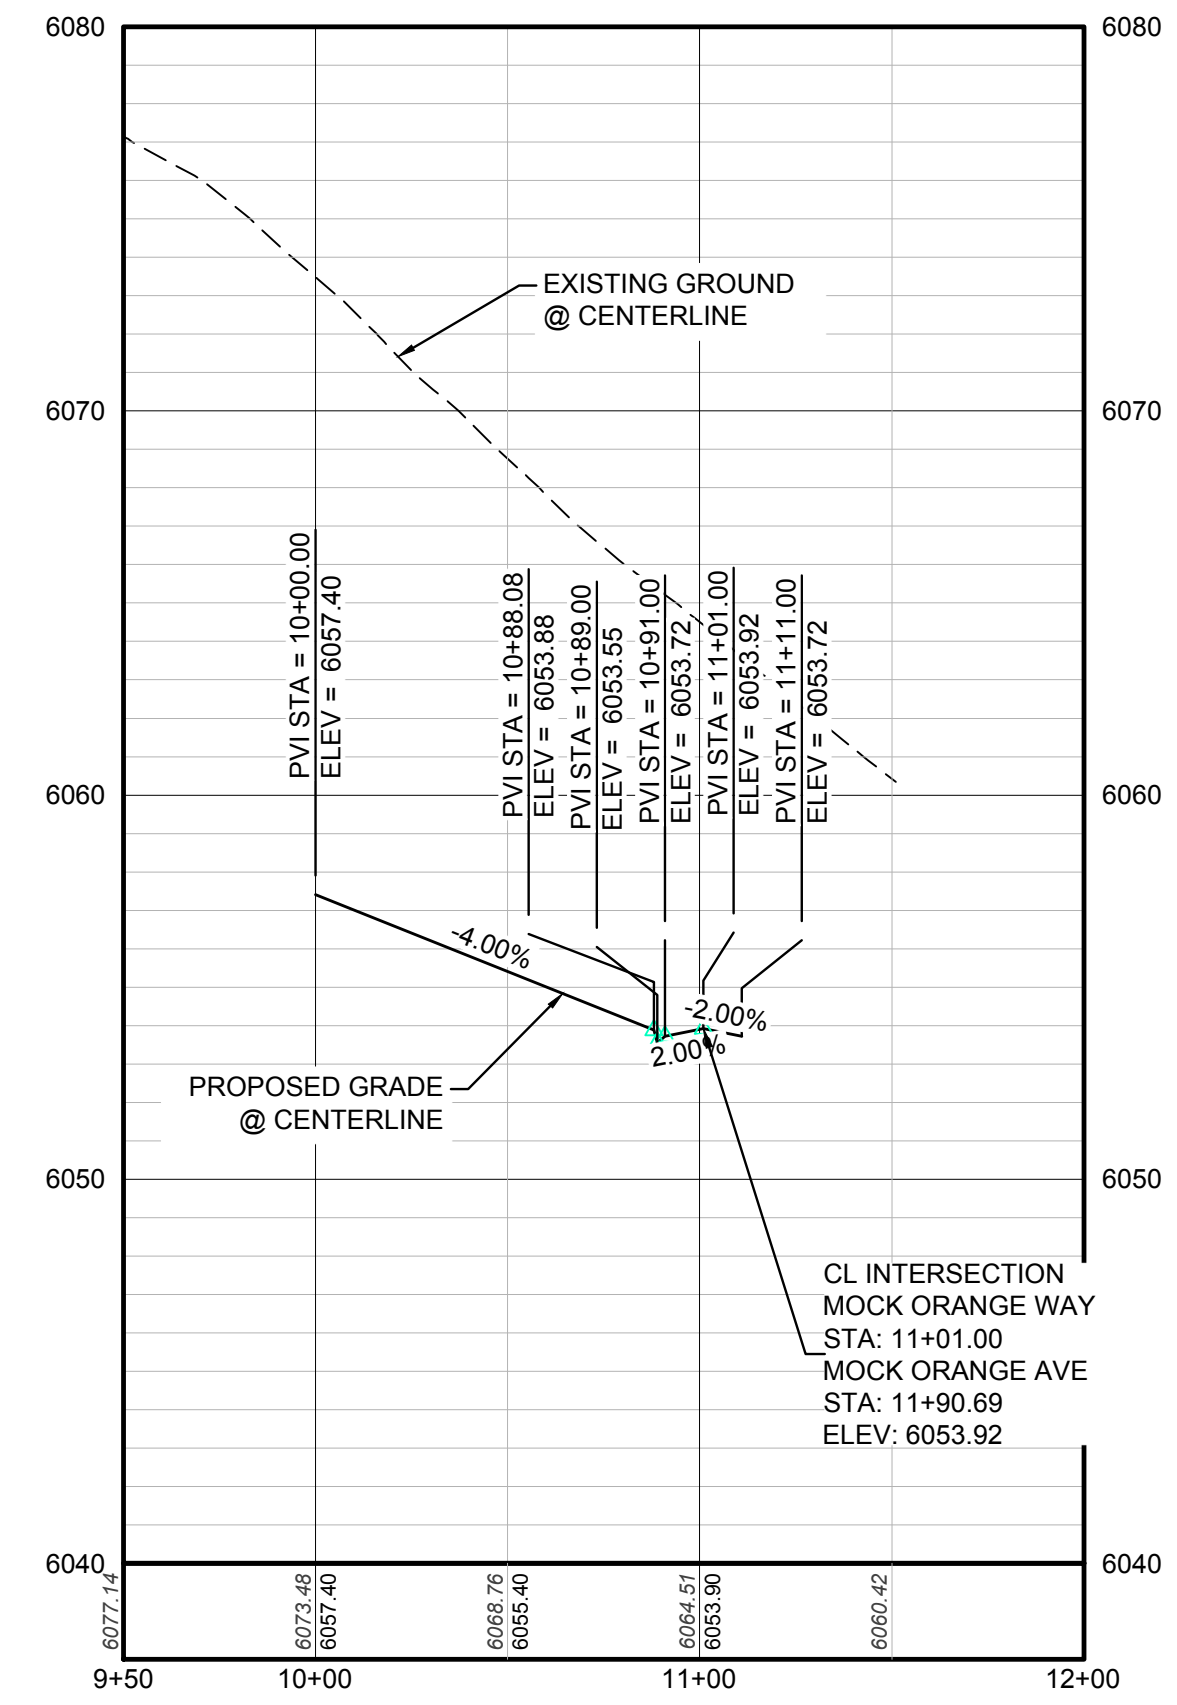 6080
6080
EXISTING GROUND
@ CENTERLINE
6070
6070
PVI STA = 10+00.00
ELEV = 6057.40
PVI STA = 10+88.08
ELEV = 6053.88
PVI STA = 10+89.00
ELEV = 6053.55
PVI STA = 10+91.00
ELEV = 6053.72
PVI STA = 11+01.00
ELEV = 6053.92
PVI STA = 11+11.00
ELEV = 6053.72
6060
6060
-4.00%
-2.00%
2.00%
PROPOSED GRADE
@ CENTERLINE
6050
6050
CL INTERSECTION
MOCK ORANGE WAY
STA: 11+01.00
MOCK ORANGE AVE
STA: 11+90.69
ELEV: 6053.92
6040
6040
6077.14
6073.48
6057.40
6068.76
6055.40
6064.51
6053.90
6060.42
9+50
10+00
11+00
12+00